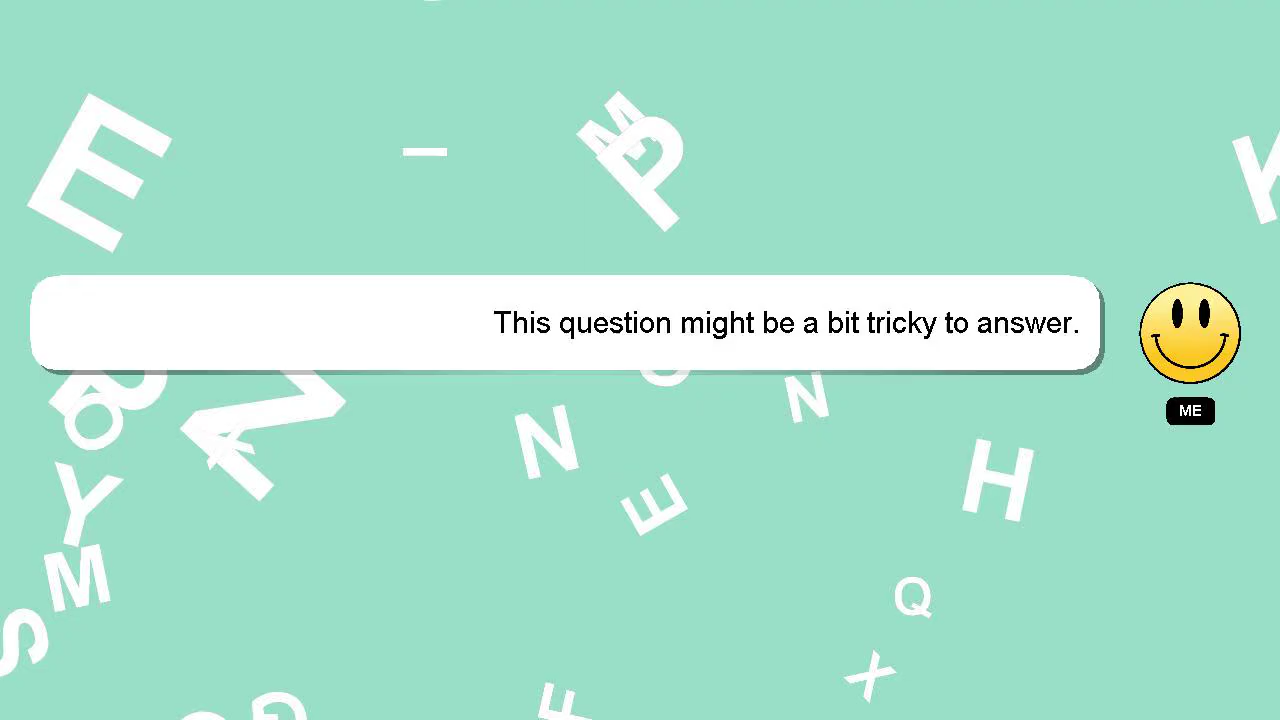 E
I
M
P
K
This question might be a bit tricky to answer.
ME
Z
N
N
Y
E
H
M
Q
S
X
G
F